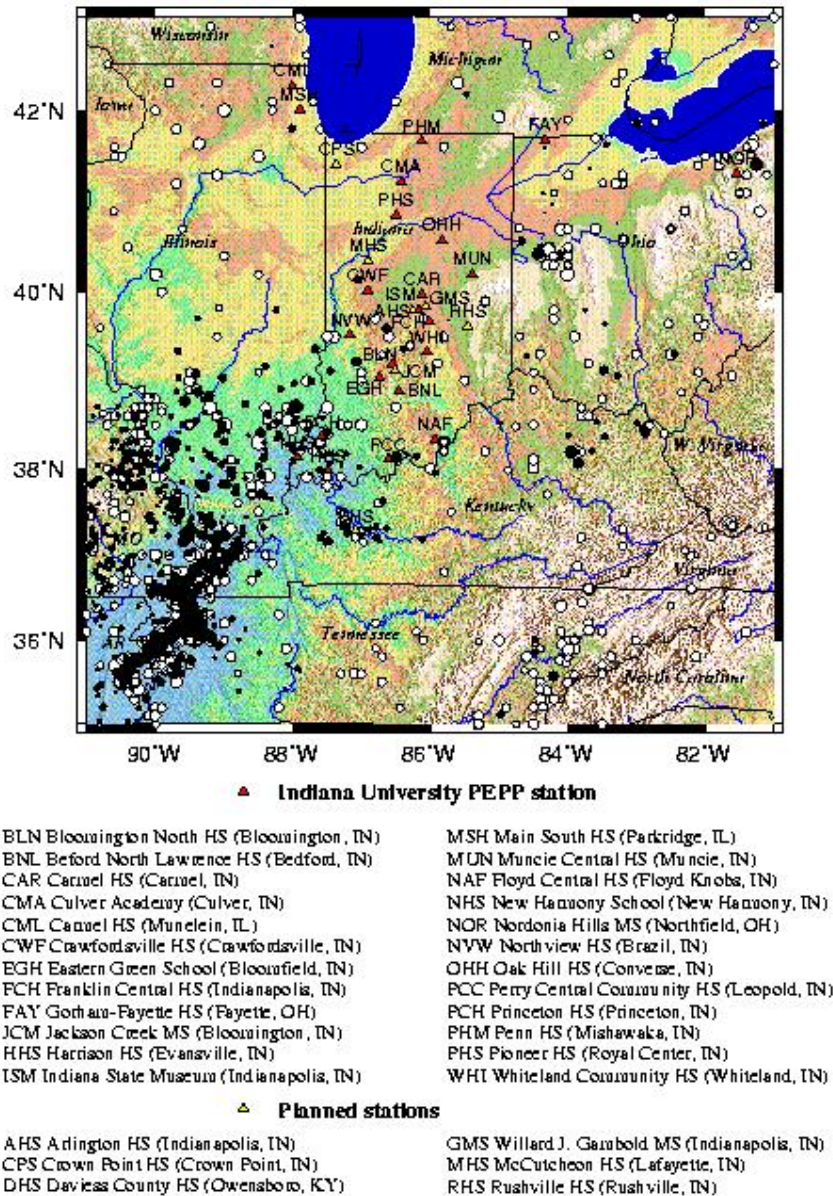 Wisconsin
Michigan
CML
MSH
Iowa
42°N
PHM
FAY
CPS
CMA
NOR
PHS
Indiana
OHH
Illinois
MHS
Ohio
MUN
CWF
CAR
40°N
ISM
GMS
AHS
RHS
NVW
FCH
WHI
BLN
JCM
EGH
BNL
NAF
PCC
38°N
W. Virginia
Kentucky
MO
Virginia
36°N
Tennessee
AR
North Carolina
90°W 88°W 86°W 84°W 82°W
Indiana University PEPP station
BLN Bloomington North HS (Bloomington, IN)
BNL Beford North Lawrence HS (Bedford, IN)
CAR Carmel HS (Carmel, IN)
CMA Culver Academy (Culver, IN)
CML Carmel HS (Munelein, IL)
CWF Crawfordsville HS (Crawfordsville, IN)
EGH Eastern Green School (Bloomfield, IN)
FCH Franklin Central HS (Indianapolis, IN)
FAY Gorham-Fayette HS (Fayette, OH)
JCM Jackson Creek MS (Bloomington, IN)
HHS Harrison HS (Evansville, IN)
ISM Indiana State Museum (Indianapolis, IN)
MSH Main South HS (Parkridge, IL)
MUN Muncie Central HS (Muncie, IN)
NAF Floyd Central HS (Floyd Knobs, IN)
NHS New Harmony School (New Harmony, IN)
NOR Nordonia Hills MS (Northfield, OH)
NVW Northview HS (Brazil, IN)
OHH Oak Hill HS (Converse, IN)
PCC Perry Central Community HS (Leopold, IN)
PCH Princeton HS (Princeton, IN)
PHM Penn HS (Mishawaka, IN)
PHS Pioneer HS (Royal Center, IN)
WHI Whiteland Community HS (Whiteland, IN)
Planned stations
AHS Arlington HS (Indianapolis, IN)
CPS Crown Point HS (Crown Point, IN)
DHS Daviess County HS (Owensboro, KY)
GMS Willard J. Gambold MS (Indianapolis, IN)
MHS McCutcheon HS (Lafayette, IN)
RHS Rushville HS (Rushville, IN)